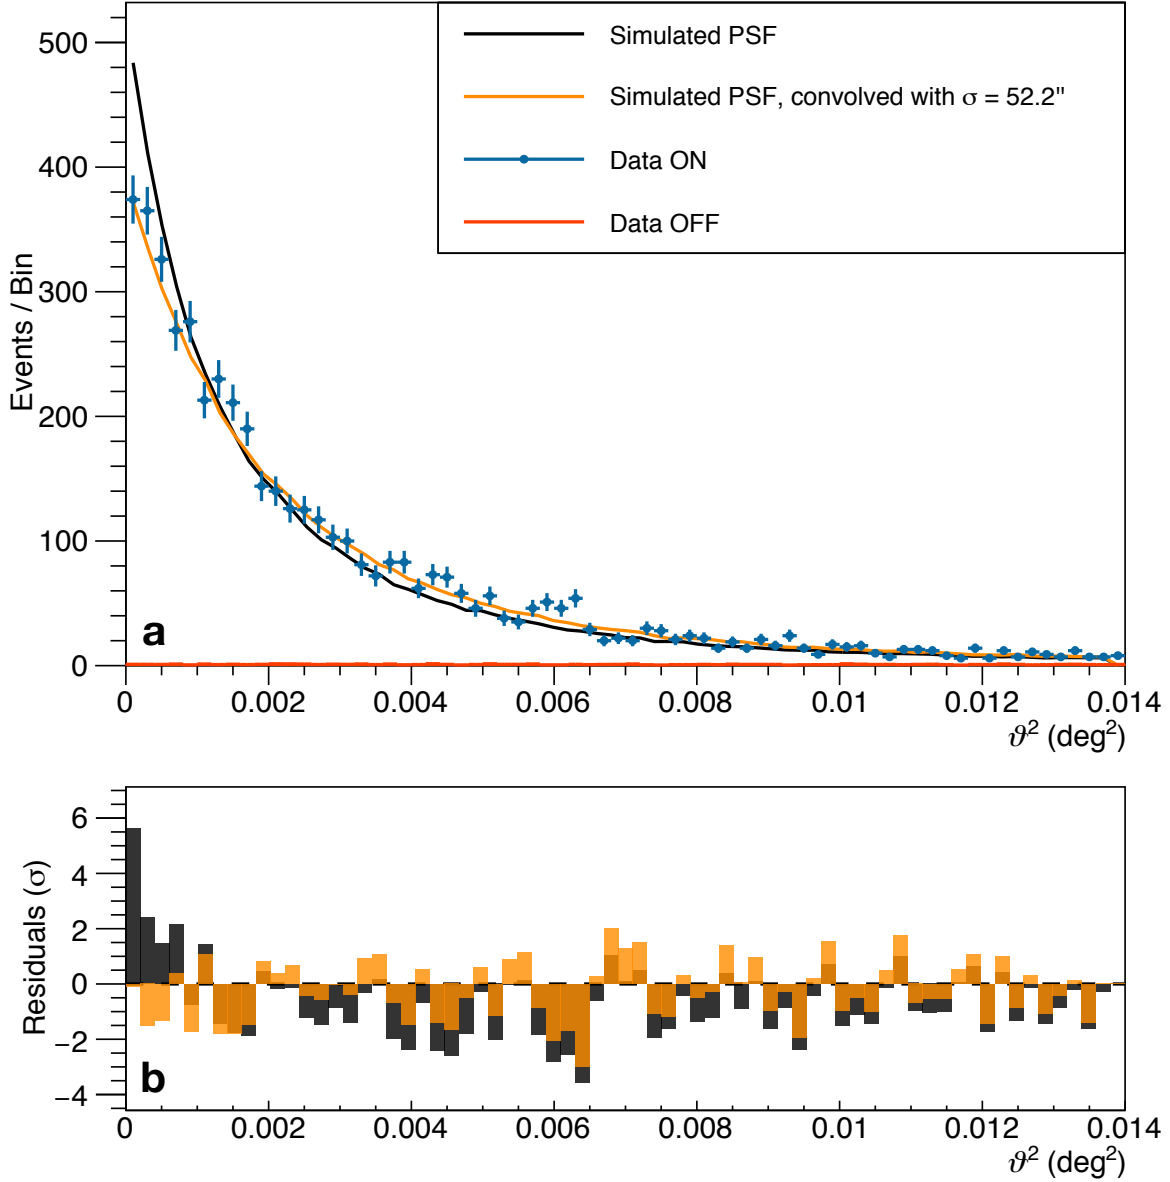 500
400
300
200
100
0
Events / Bin
Simulated PSF
Simulated PSF, convolved with σ = 52.2"
Data ON
Data OFF
a
0 0.002 0.004 0.006 0.008 0.01 0.012 0.014
ϑ² (deg²)
6
4
2
0
−2
−4
Residuals (σ)
b
0 0.002 0.004 0.006 0.008 0.01 0.012 0.014
ϑ² (deg²)